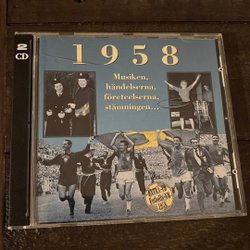 2
CD
1958
Musiken,
händelserna,
företeelserna,
stämningen...